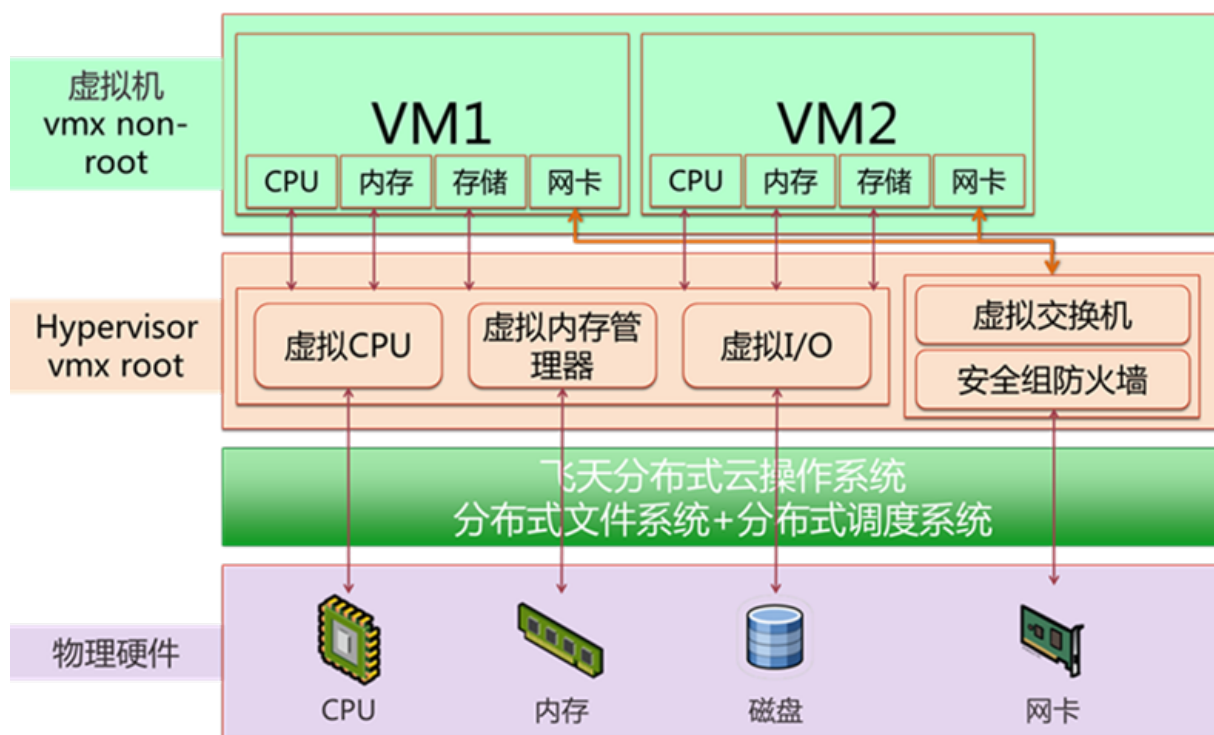 虚拟机
vmx non-
root
VM1
VM2
CPU
内存
存储
网卡
CPU
内存
存储
网卡
Hypervisor
vmx root
虚拟CPU
虚拟内存管
理器
虚拟I/O
虚拟交换机
安全组防火墙
飞天分布式云操作系统
分布式文件系统+分布式调度系统
物理硬件
CPU
内存
磁盘
网卡